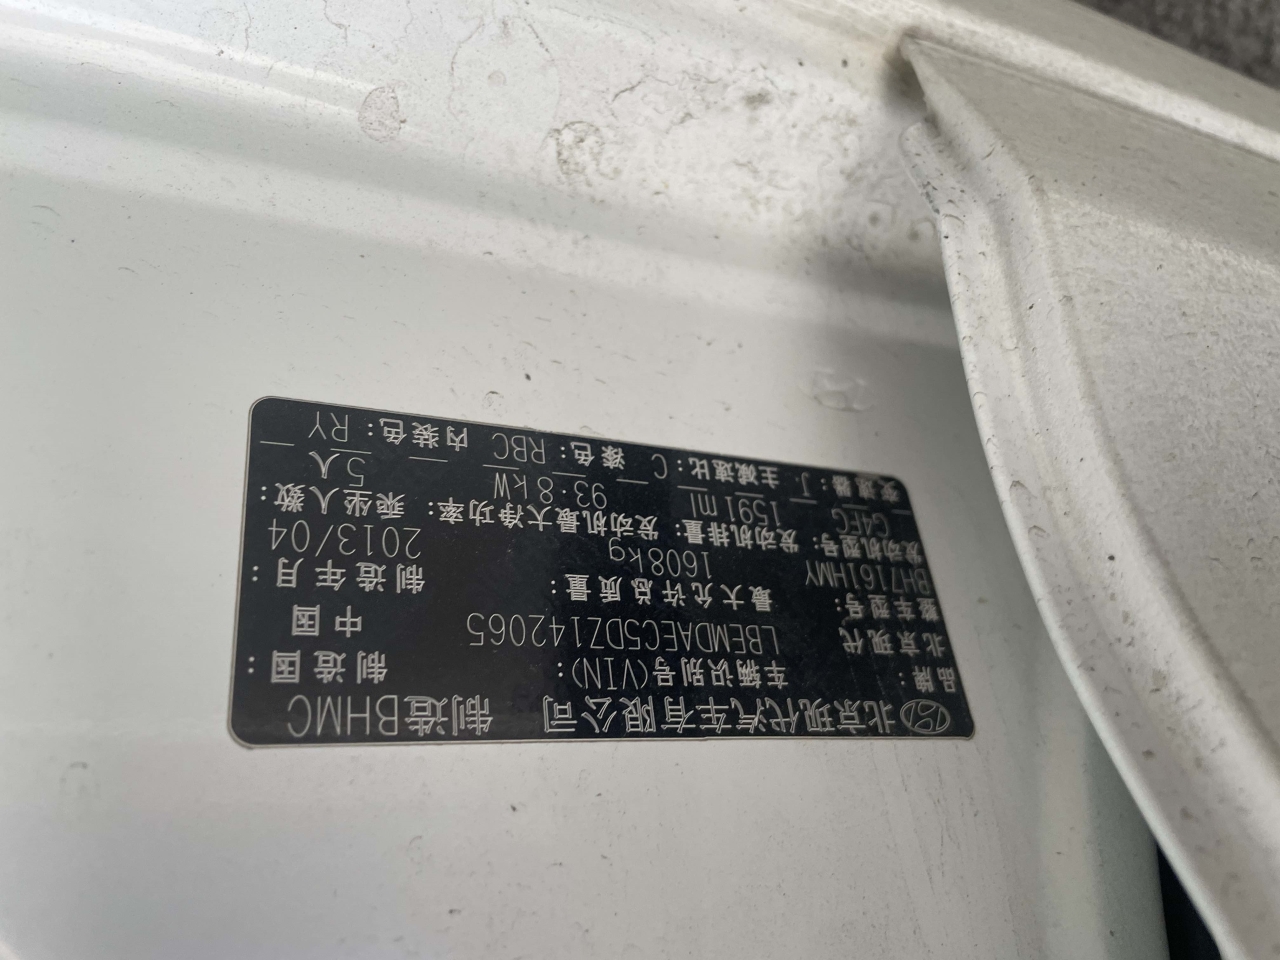 北京现代汽车有限公司 制造BHMC
品牌: 车辆识别号(VIN): 制造国:
北京现代 LBEMDAEC5DZ142065 中国
整车型号: 最大允许总质量: 制造年月:
BH7161HMY 1608kg 2013/04
发动机型号: 发动机排量: 发动机最大净功率: 乘坐人数:
G4FC 1591ml 93.8kW 5人
变速器: J 主减速比: C 漆色: RBC 内装色: RY